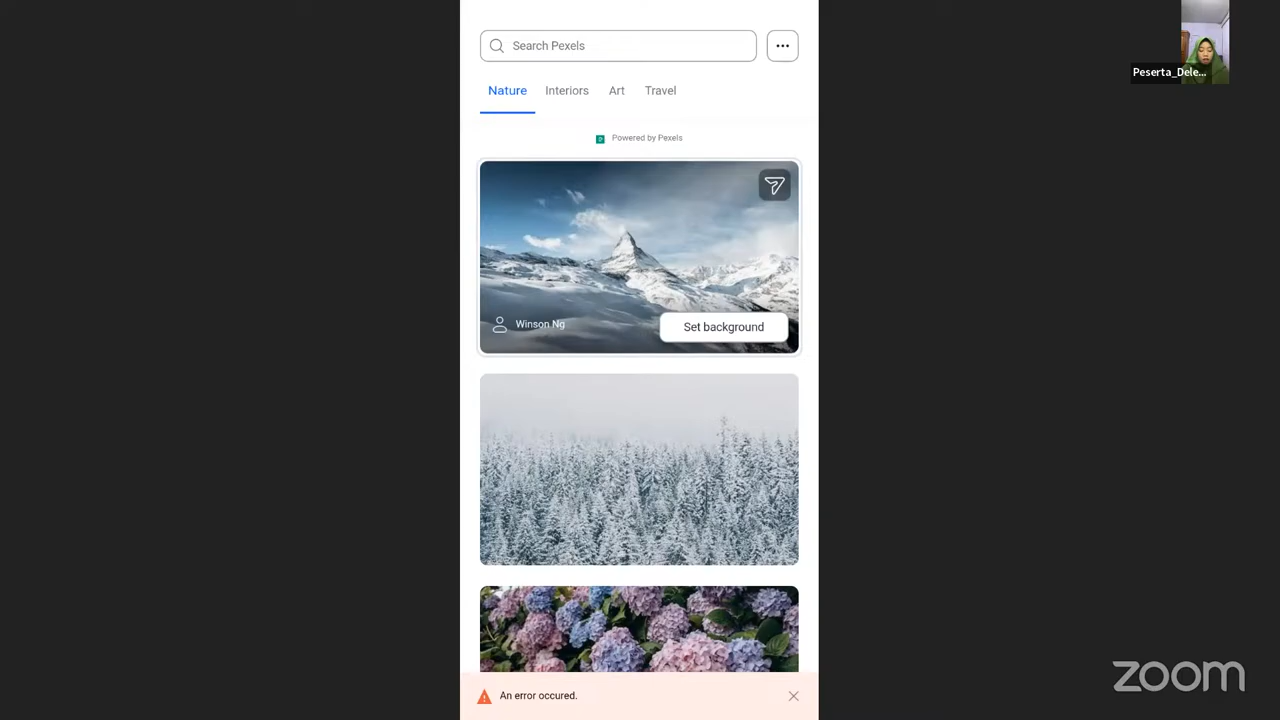 Search Pexels
Nature Interiors Art Travel
Powered by Pexels
Winson Ng
Set background
An error occured.
Peserta_Dele...
zoom